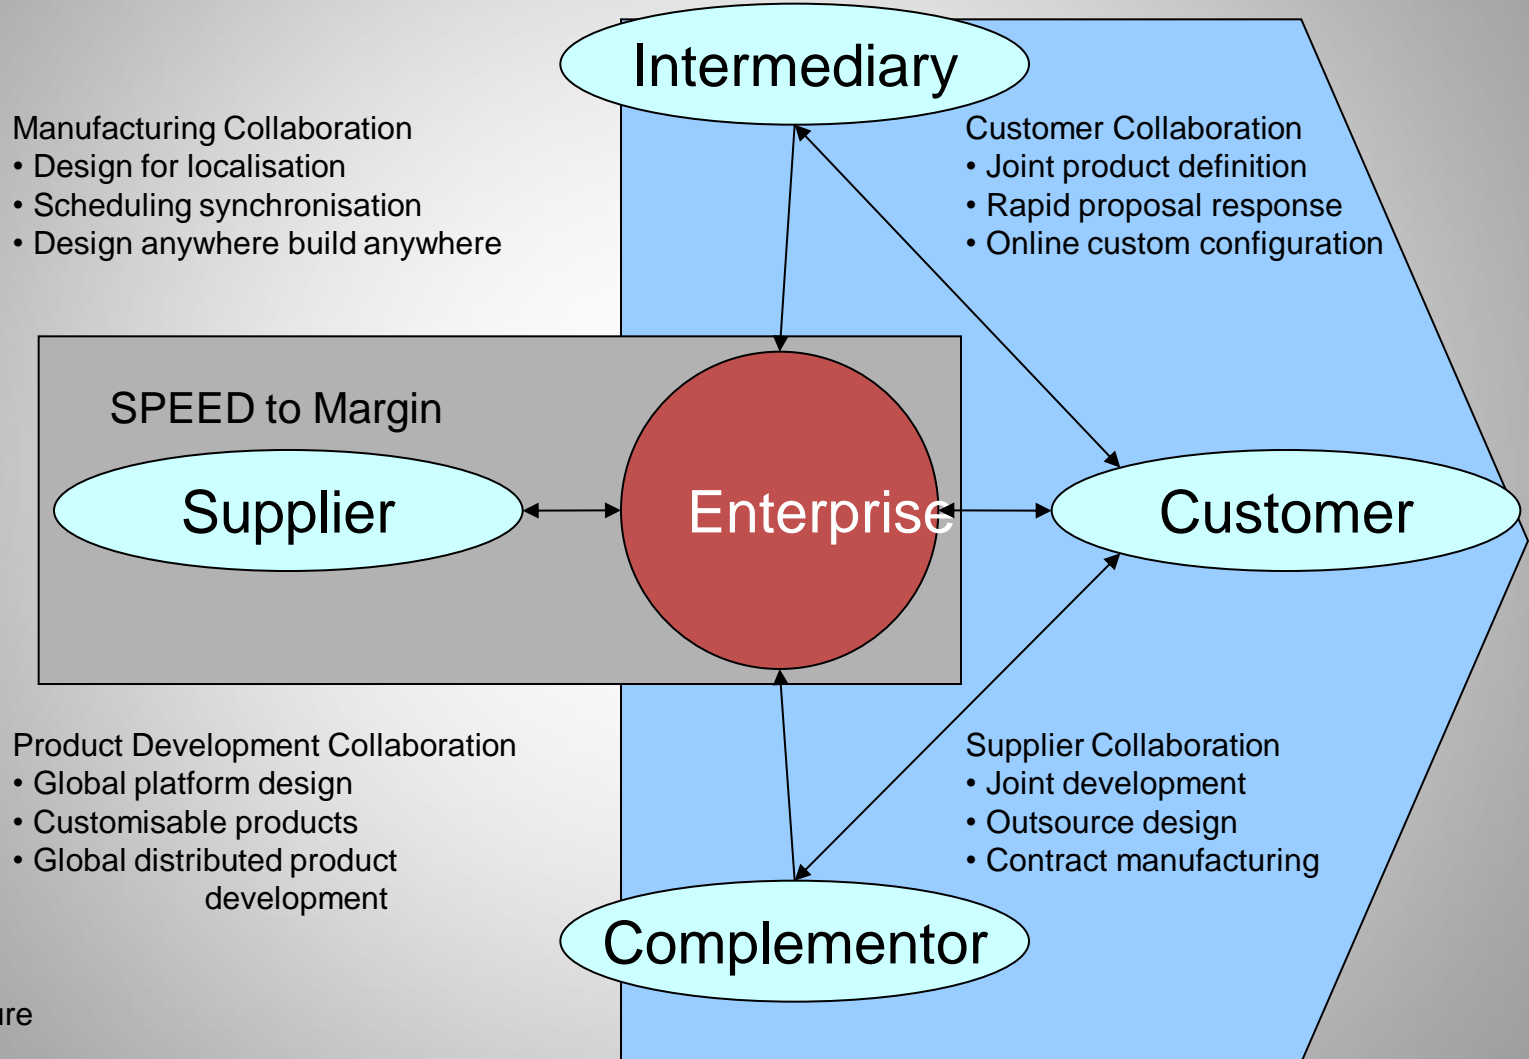 Intermediary
Manufacturing Collaboration
• Design for localisation
• Scheduling synchronisation
• Design anywhere build anywhere
Customer Collaboration
• Joint product definition
• Rapid proposal response
• Online custom configuration
SPEED to Margin
Supplier
Enterprise
Customer
Product Development Collaboration
• Global platform design
• Customisable products
• Global distributed product
development
Supplier Collaboration
• Joint development
• Outsource design
• Contract manufacturing
Complementor